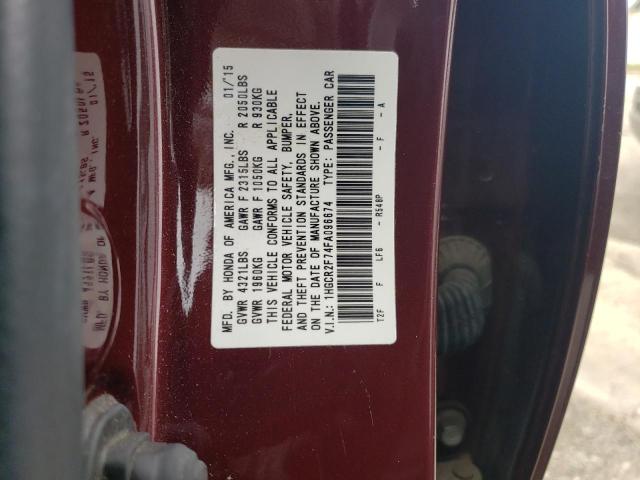 MFD. BY HONDA OF AMERICA MFG., INC. 01/'15
GVWR 4321LBS GAWR F 2315LBS R 2050LBS
GVWR 1960KG GAWR F 1050KG R 930KG
THIS VEHICLE CONFORMS TO ALL APPLICABLE
FEDERAL MOTOR VEHICLE SAFETY, BUMPER,
AND THEFT PREVENTION STANDARDS IN EFFECT
ON THE DATE OF MANUFACTURE SHOWN ABOVE.
V.I.N.: 1HGCR2F74FA096674 TYPE: PASSENGER CAR
T2F F LF6 - R548P - F - A